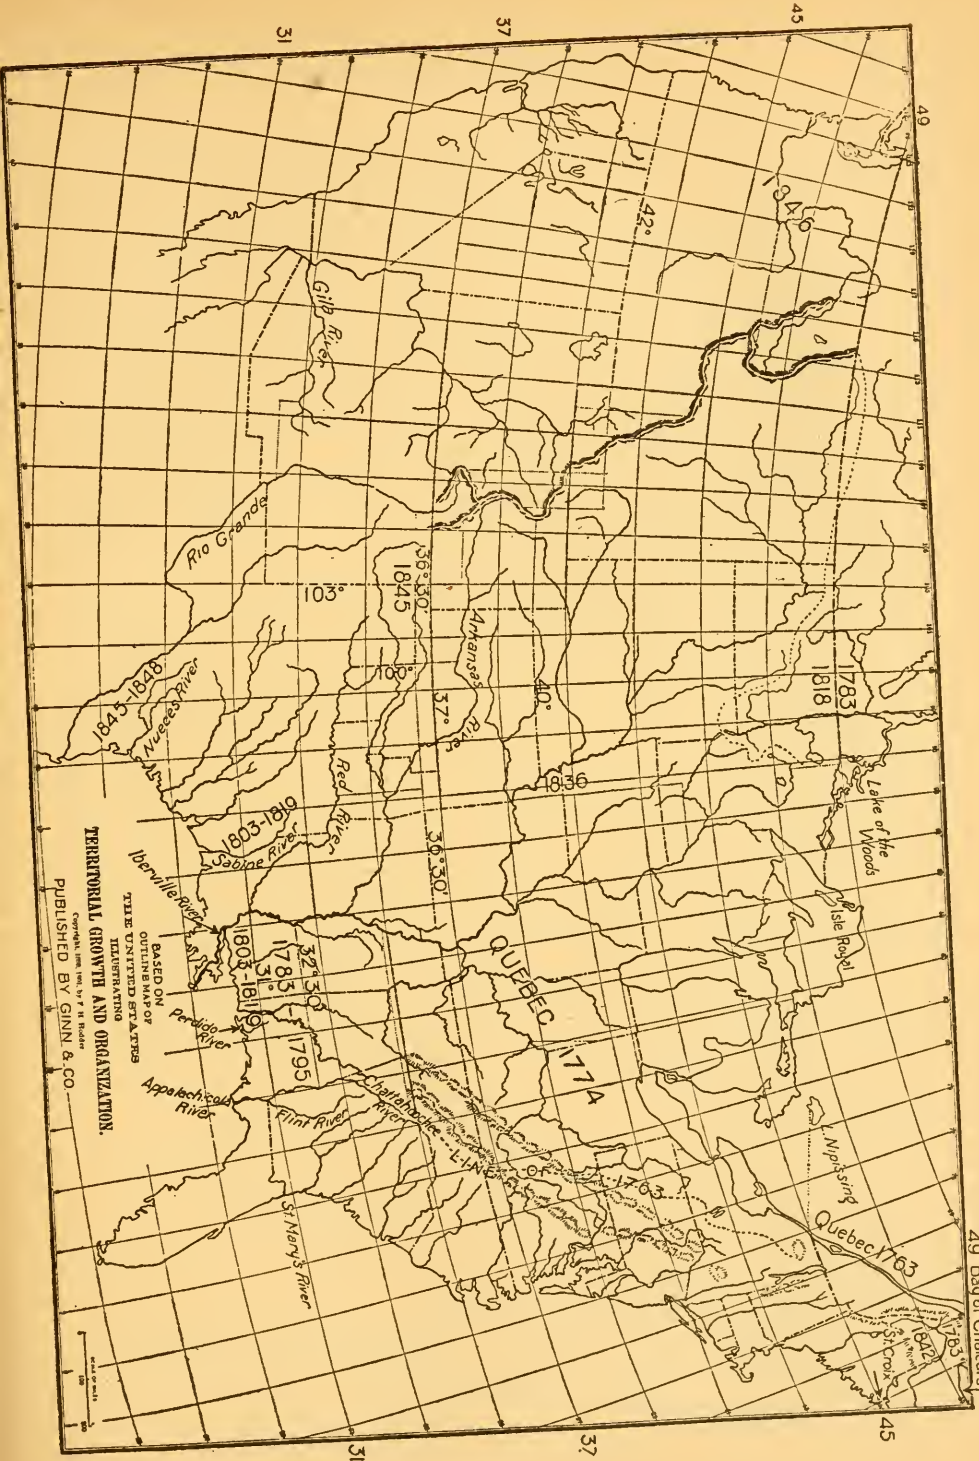 45
49
37
31
1846
42°
Gila River
Rio Grande
103°
36°30'
1845
100°
Arkansas River
37°
40°
1783
1818
Lake of the Woods
1845-1848
Nueces River
Red River
1836
1803-1819
Sabine River
36°30'
Isle Royal
Iberville River
1803-1819
31°
1783-1795
32°30'
Perdido River
QUEBEC 1774
Appalachicola River
Flint River
Chattahoochee River
LINE OF 1763
St Mary's River
L. Nipissing
Quebec 1763
49
1783
1842
St. Croix
45
37
BASED ON
OUTLINE MAP OF
THE UNITED STATES
ILLUSTRATING
TERRITORIAL GROWTH AND ORGANIZATION.
PUBLISHED BY GINN & CO.